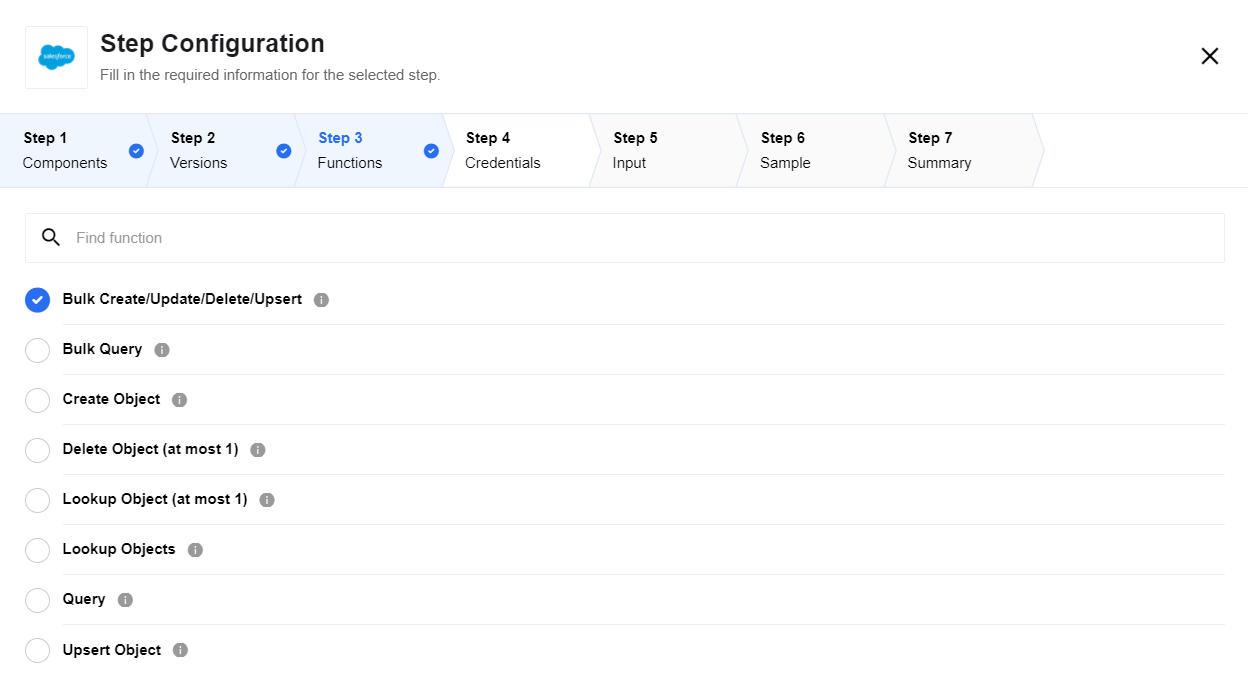 salesforce
Step Configuration
Fill in the required information for the selected step.
Step 1
Components
Step 2
Versions
Step 3
Functions
Step 4
Credentials
Step 5
Input
Step 6
Sample
Step 7
Summary
Find function
Bulk Create/Update/Delete/Upsert
Bulk Query
Create Object
Delete Object (at most 1)
Lookup Object (at most 1)
Lookup Objects
Query
Upsert Object